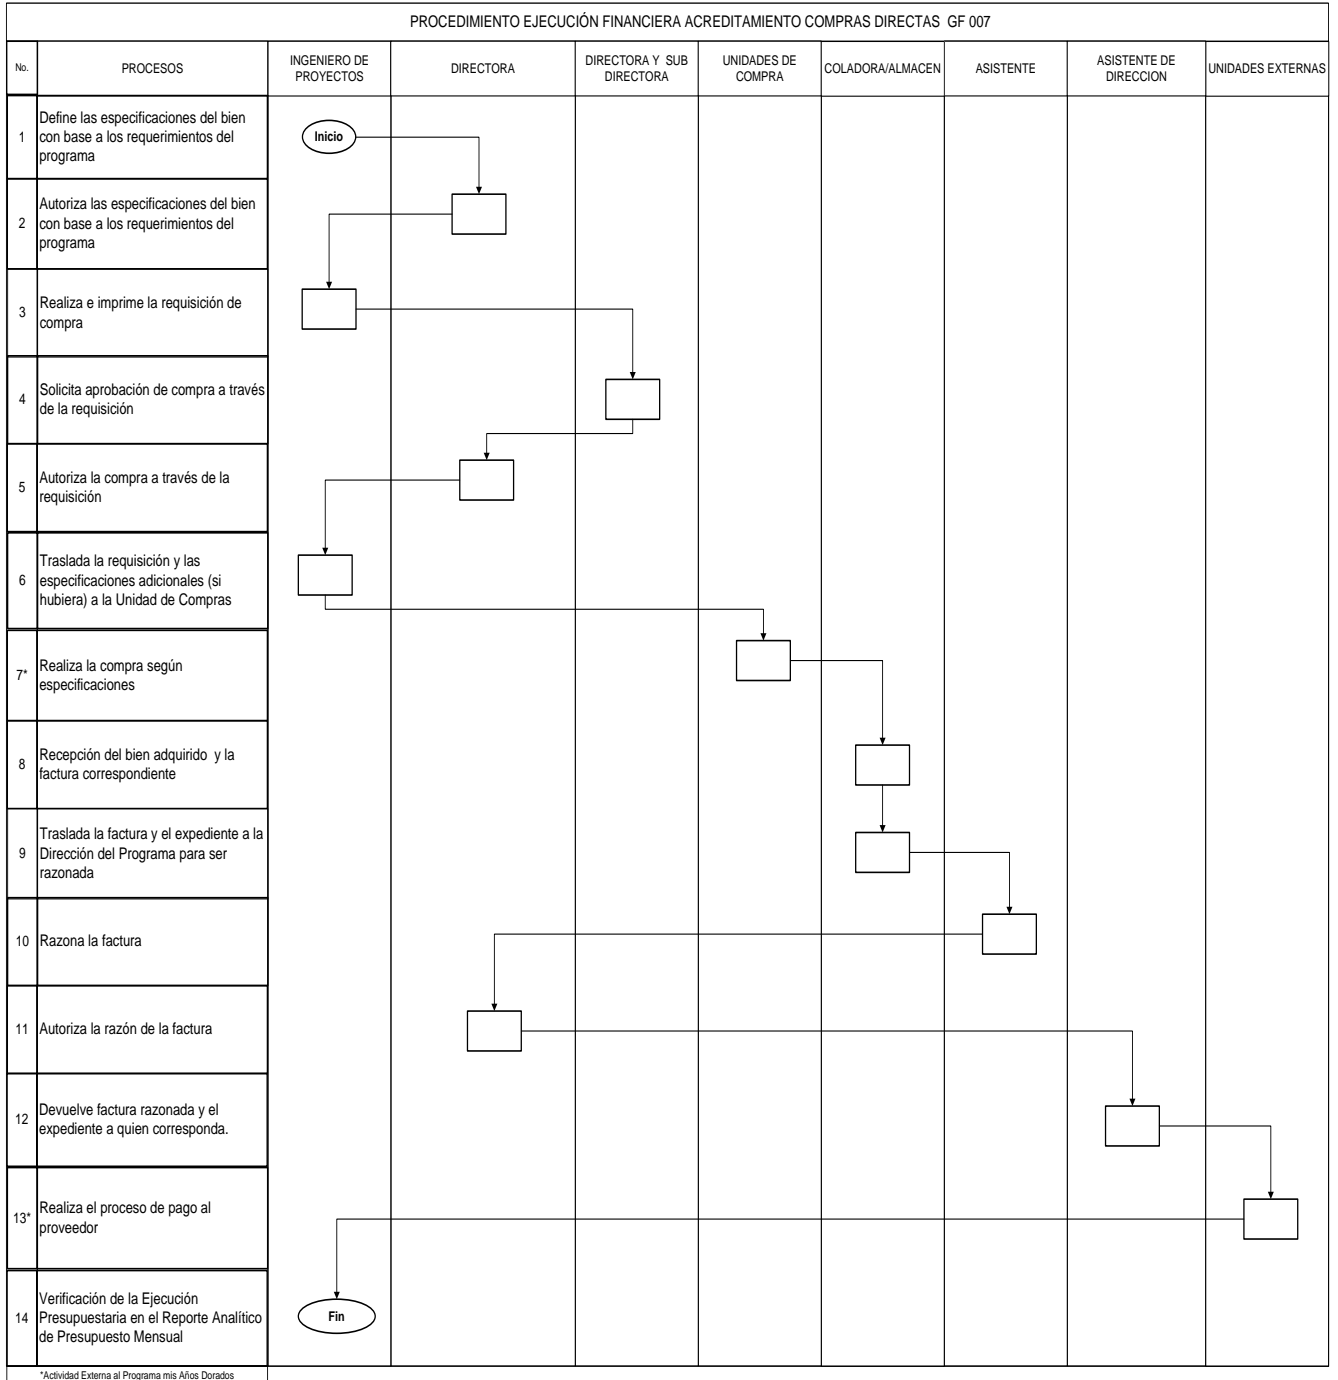 PROCEDIMIENTO EJECUCIÓN FINANCIERA ACREDITAMIENTO COMPRAS DIRECTAS GF 007
No.
PROCESOS
INGENIERO DE
PROYECTOS
DIRECTORA
DIRECTORA Y SUB
DIRECTORA
UNIDADES DE
COMPRA
COLADORA/ALMACEN
ASISTENTE
ASISTENTE DE
DIRECCION
UNIDADES EXTERNAS
1
Define las especificaciones del bien
con base a los requerimientos del
programa
Inicio
2
Autoriza las especificaciones del bien
con base a los requerimientos del
programa
3
Realiza e imprime la requisición de
compra
4
Solicita aprobación de compra a través
de la requisición
5
Autoriza la compra a través de la
requisición
6
Traslada la requisición y las
especificaciones adicionales (si
hubiera) a la Unidad de Compras
7*
Realiza la compra según
especificaciones
8
Recepción del bien adquirido y la
factura correspondiente
9
Traslada la factura y el expediente a la
Dirección del Programa para ser
razonada
10
Razona la factura
11
Autoriza la razón de la factura
12
Devuelve factura razonada y el
expediente a quien corresponda.
13*
Realiza el proceso de pago al
proveedor
14
Verificación de la Ejecución
Presupuestaria en el Reporte Analítico
de Presupuesto Mensual
Fin
*Actividad Externa al Programa mis Años Dorados